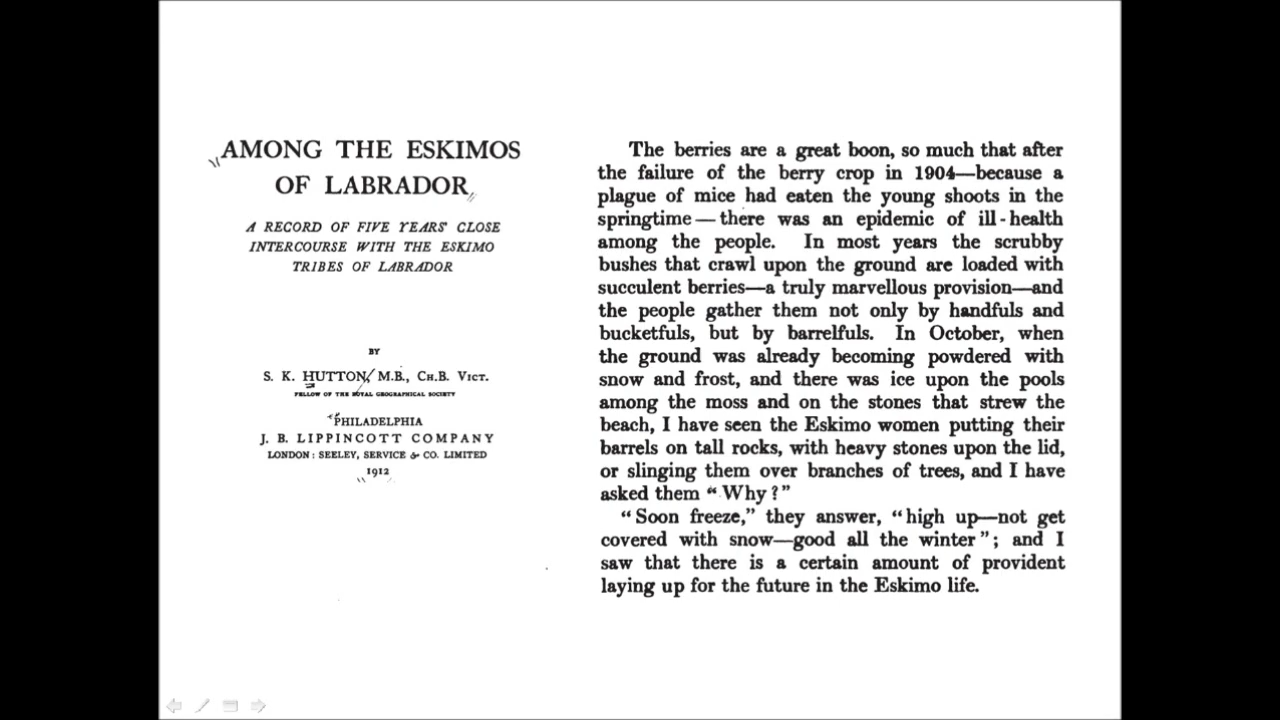 AMONG THE ESKIMOS
OF LABRADOR
A RECORD OF FIVE YEARS' CLOSE
INTERCOURSE WITH THE ESKIMO
TRIBES OF LABRADOR
BY
S. K. HUTTON, M.B., CH.B. VICT.
FELLOW OF THE ROYAL GEOGRAPHICAL SOCIETY
PHILADELPHIA
J. B. LIPPINCOTT COMPANY
LONDON: SEELEY, SERVICE & CO. LIMITED
1912
The berries are a great boon, so much that after
the failure of the berry crop in 1904—because a
plague of mice had eaten the young shoots in the
springtime—there was an epidemic of ill-health
among the people. In most years the scrubby
bushes that crawl upon the ground are loaded with
succulent berries—a truly marvellous provision—and
the people gather them not only by handfuls and
bucketfuls, but by barrelfuls. In October, when
the ground was already becoming powdered with
snow and frost, and there was ice upon the pools
among the moss and on the stones that strew the
beach, I have seen the Eskimo women putting their
barrels on tall rocks, with heavy stones upon the lid,
or slinging them over branches of trees, and I have
asked them “Why?”
“Soon freeze,” they answer, “high up—not get
covered with snow—good all the winter”; and I
saw that there is a certain amount of provident
laying up for the future in the Eskimo life.